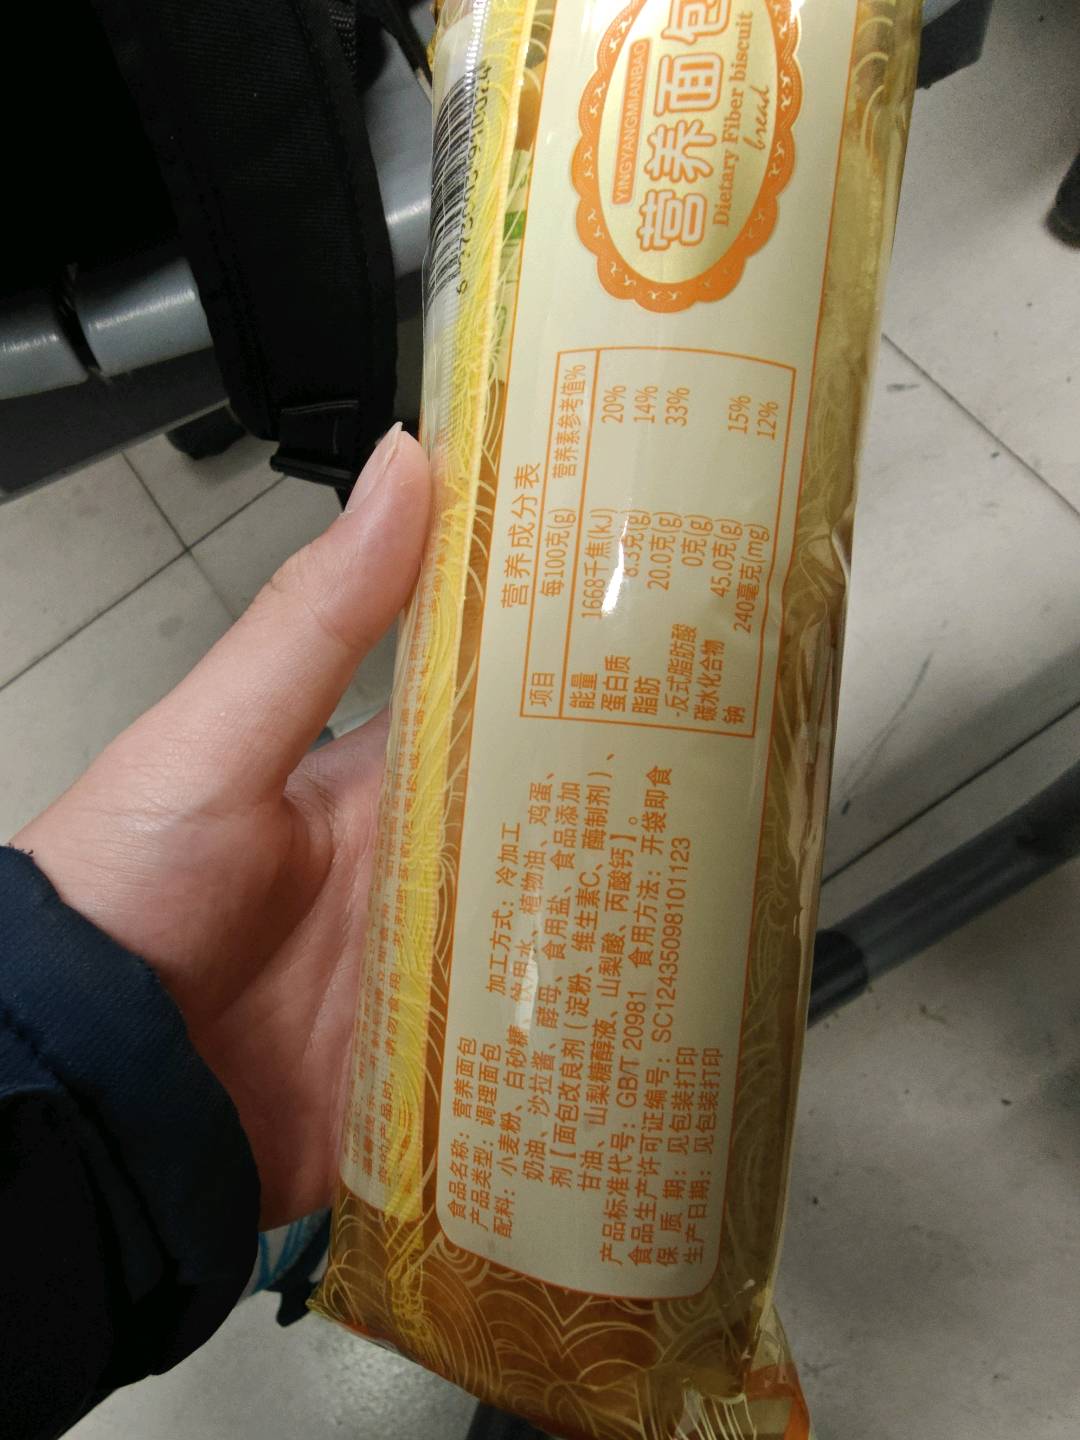 YINGYANGMIANBAO
营养面包
Dietary Fiber biscuit
bread
营养成分表
项目 每100克(g) 营养素参考值%
能量 1668千焦(kJ) 20%
蛋白质 8.3克(g) 14%
脂肪 20.0克(g) 33%
-反式脂肪酸 0克(g)
碳水化合物 45.0克(g) 15%
钠 240毫克(mg) 12%
食品名称：营养面包
产品类型：调理面包 加工方式：冷加工
配料：小麦粉、白砂糖、饮用水、植物油、鸡蛋、
奶油、沙拉酱、酵母、食用盐、食品添加
剂【面包改良剂（淀粉、维生素C、酶制剂）、
甘油、山梨糖醇液、山梨酸、丙酸钙】。
产品标准代号：GB/T 20981 食用方法：开袋即食
食品生产许可证编号：SC12435098101123
保 质 期：见包装打印
生产日期：见包装打印